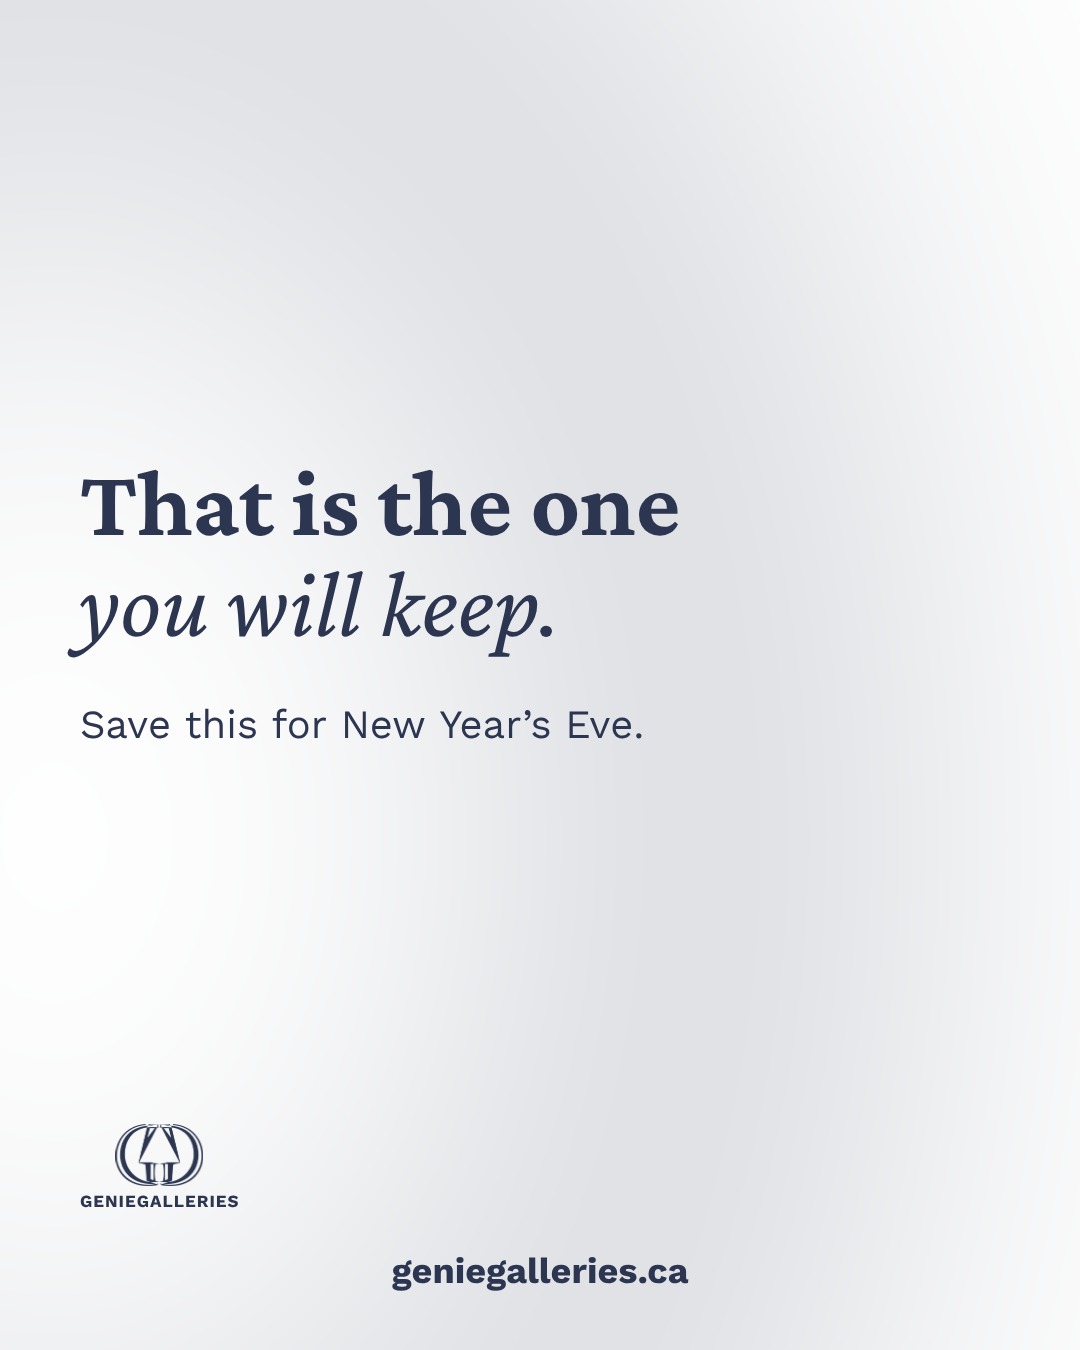 That is the one
you will keep.
Save this for New Year’s Eve.
GENIEGALLERIES
geniegalleries.ca